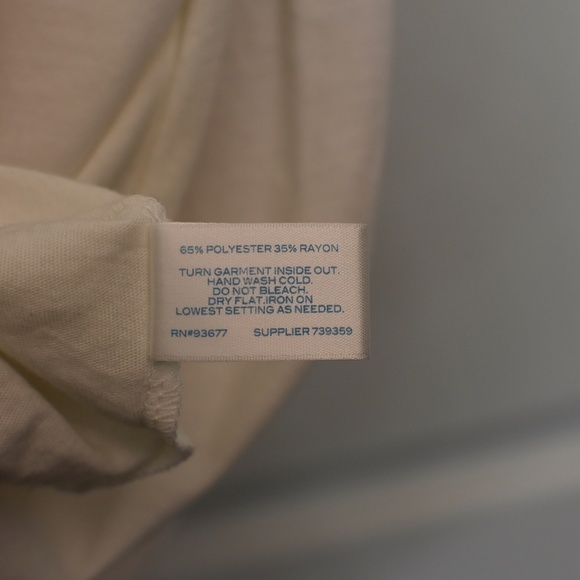 65% POLYESTER 35% RAYON
TURN GARMENT INSIDE OUT.
HAND WASH COLD.
DO NOT BLEACH.
DRY FLAT.IRON ON
LOWEST SETTING AS NEEDED.
RN#93677 SUPPLIER 739359